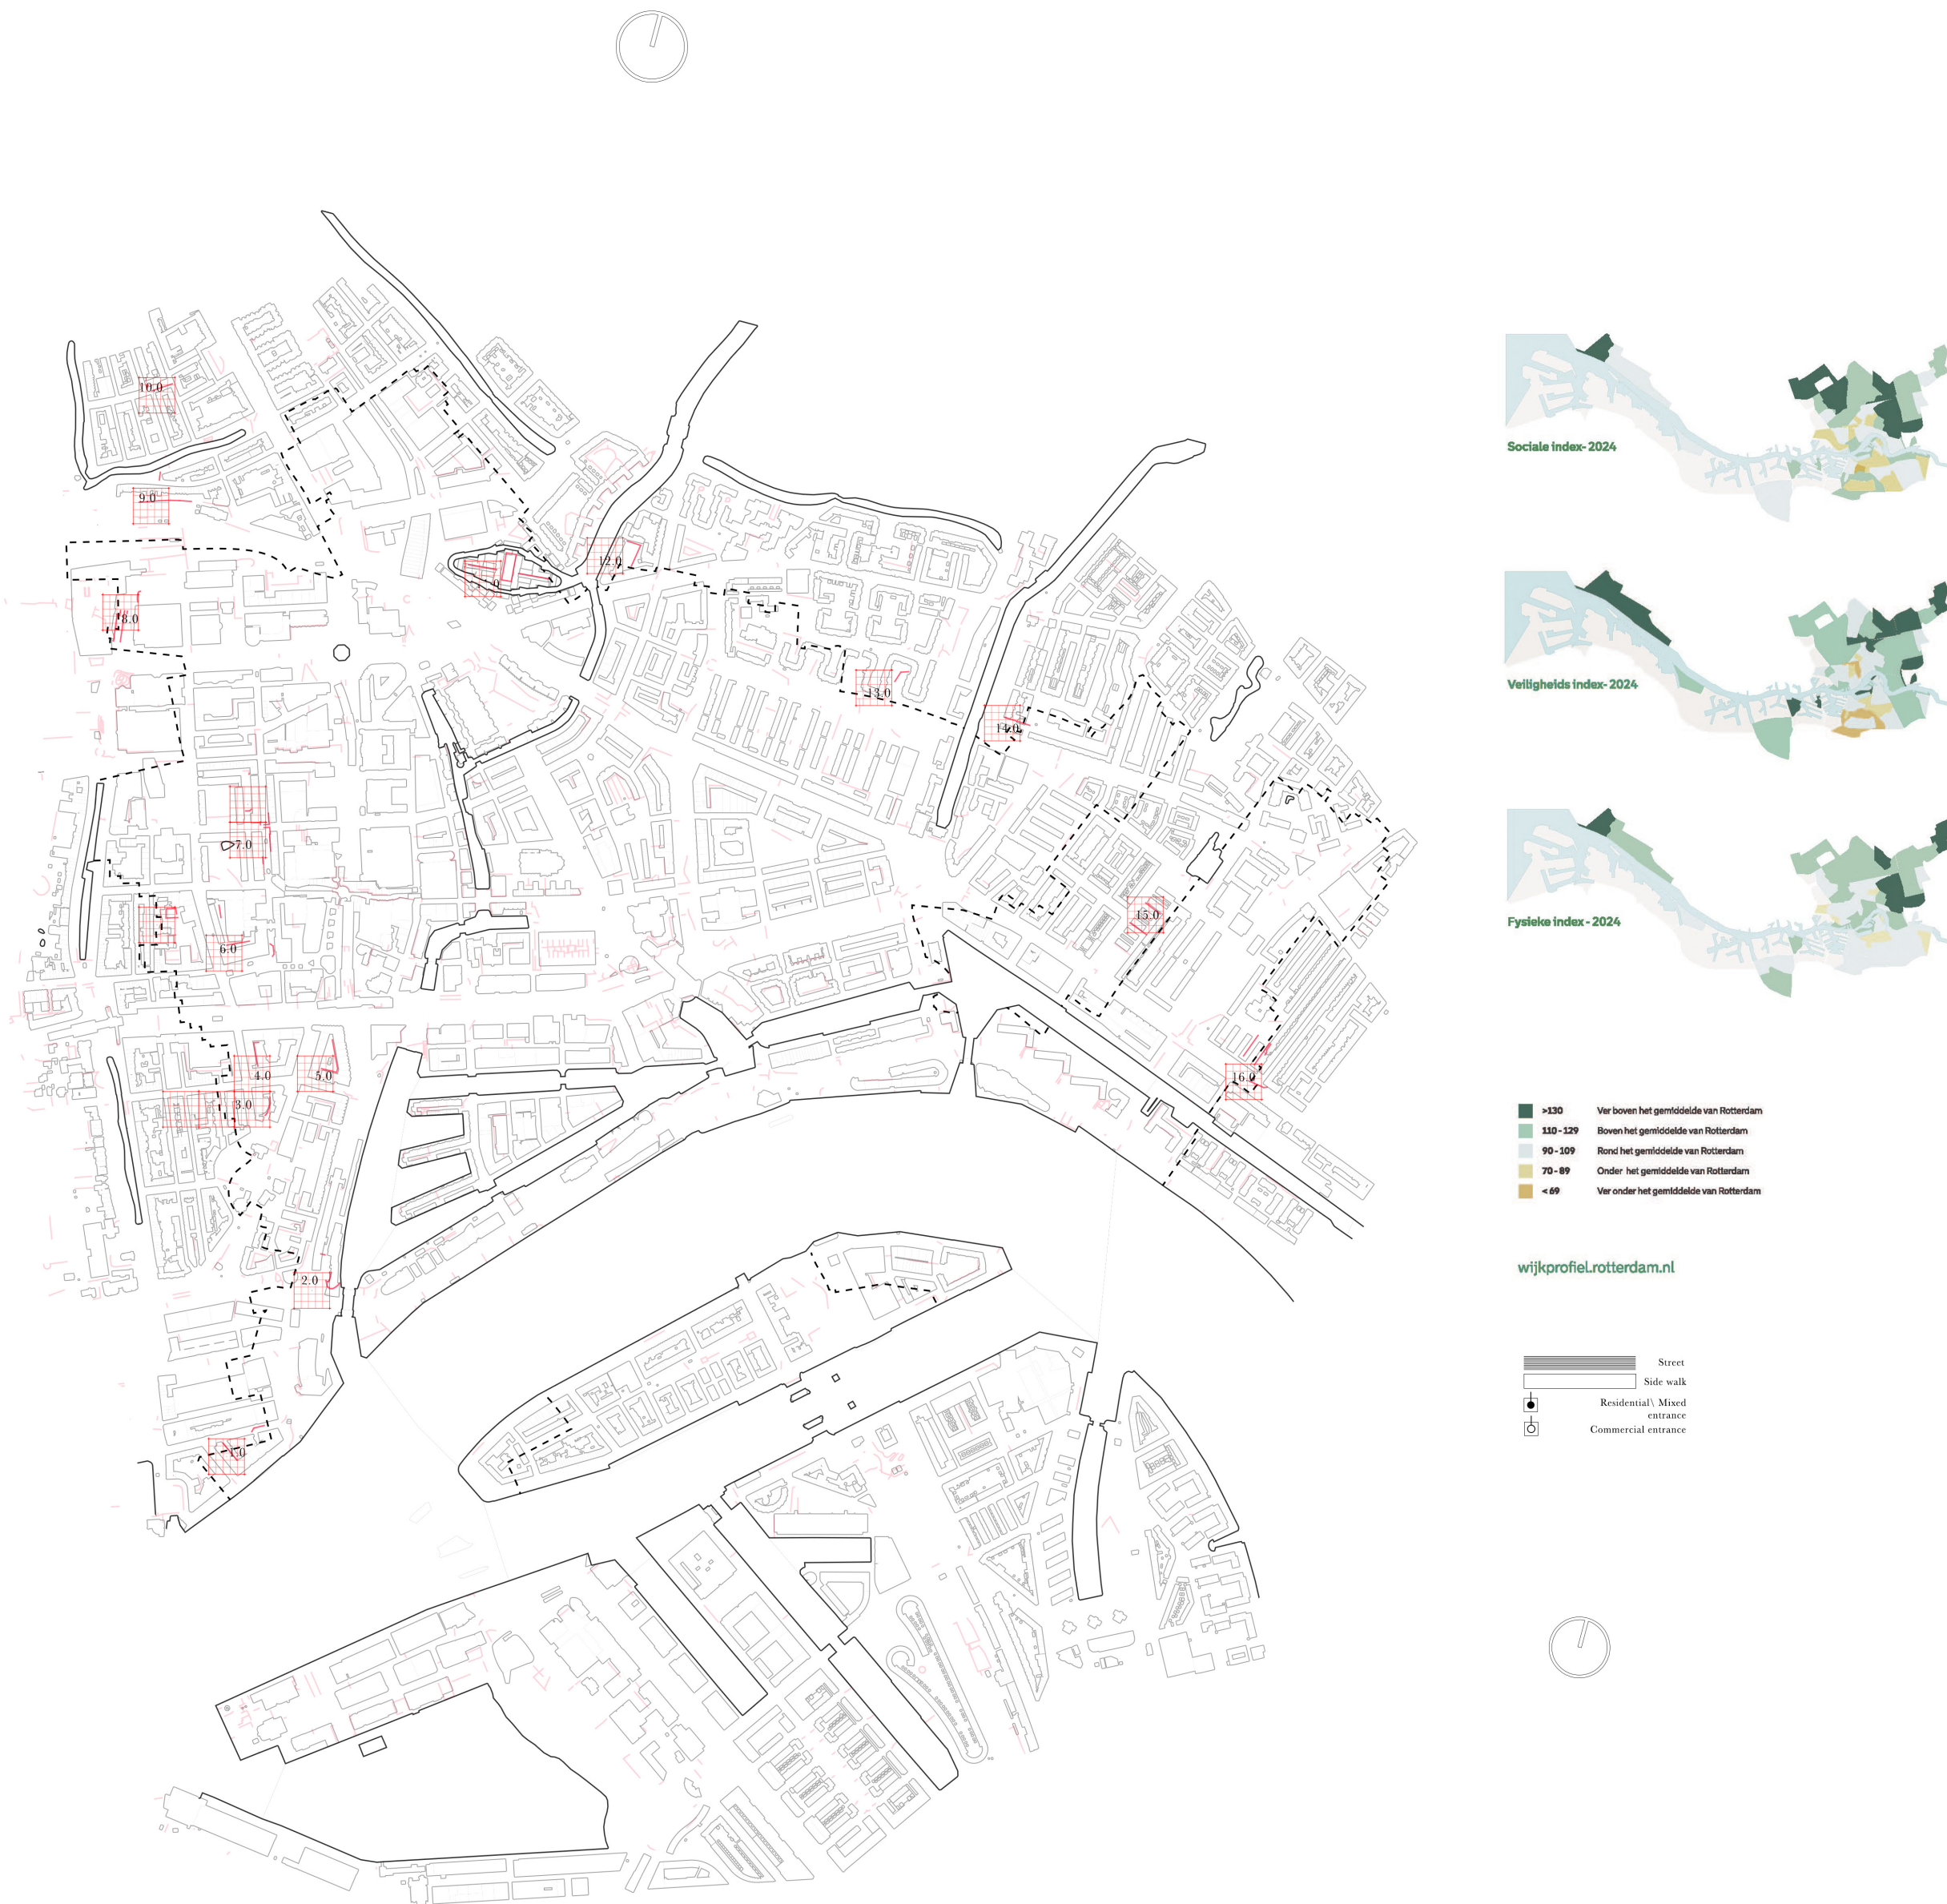 10.0
9.0
12.0
8.0
13.0
14.0
7.0
15.0
6.0
4.0
5.0
3.0
16.0
2.0
1.0
Sociale index- 2024
Veiligheids index- 2024
Fysieke index - 2024
>130 Ver boven het gemiddelde van Rotterdam
110 - 129 Boven het gemiddelde van Rotterdam
90 - 109 Rond het gemiddelde van Rotterdam
70 - 89 Onder het gemiddelde van Rotterdam
< 69 Ver onder het gemiddelde van Rotterdam
wijkprofiel.rotterdam.nl
Street
Side walk
Residential\ Mixed
entrance
Commercial entrance